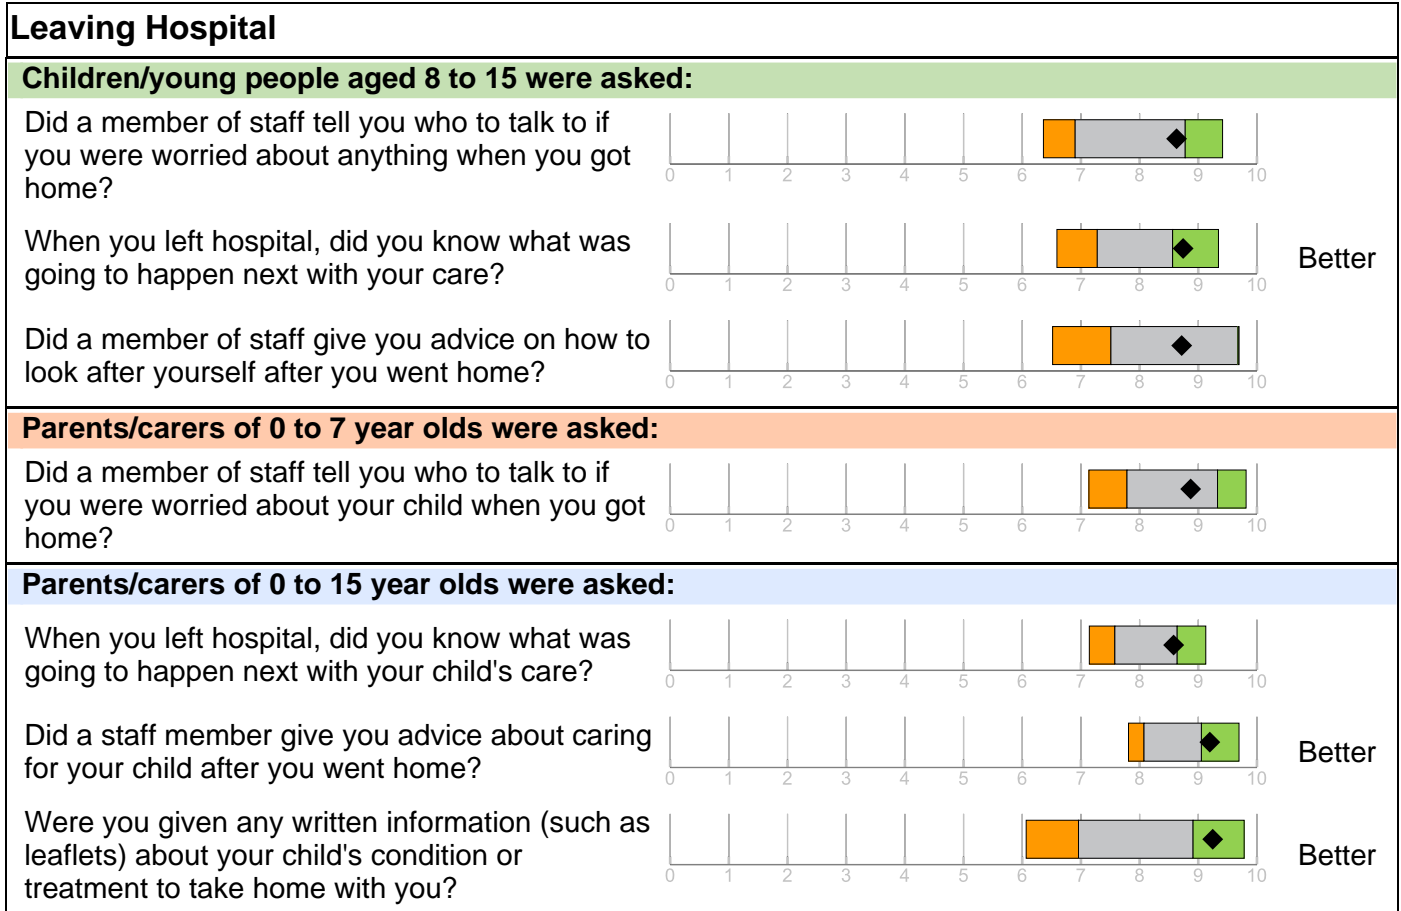 Leaving Hospital
Children/young people aged 8 to 15 were asked:
Did a member of staff tell you who to talk to if
you were worried about anything when you got
home?
0 1 2 3 4 5 6 7 8 9 10
When you left hospital, did you know what was
going to happen next with your care?
0 1 2 3 4 5 6 7 8 9 10
Better
Did a member of staff give you advice on how to
look after yourself after you went home?
0 1 2 3 4 5 6 7 8 9 10
Parents/carers of 0 to 7 year olds were asked:
Did a member of staff tell you who to talk to if
you were worried about your child when you got
home?
0 1 2 3 4 5 6 7 8 9 10
Parents/carers of 0 to 15 year olds were asked:
When you left hospital, did you know what was
going to happen next with your child's care?
0 1 2 3 4 5 6 7 8 9 10
Did a staff member give you advice about caring
for your child after you went home?
0 1 2 3 4 5 6 7 8 9 10
Better
Were you given any written information (such as
leaflets) about your child's condition or
treatment to take home with you?
0 1 2 3 4 5 6 7 8 9 10
Better